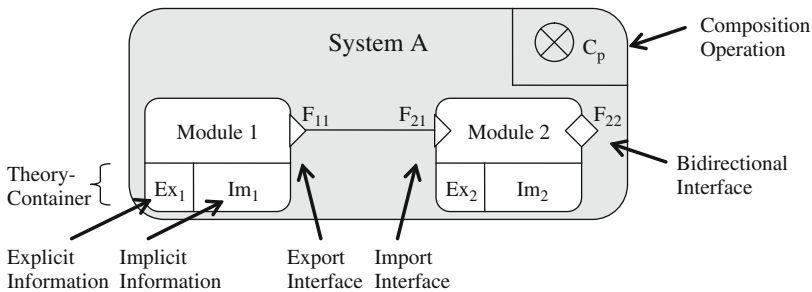 System A
C_p
Composition
Operation
F_11
F_21
F_22
Module 1
Module 2
Bidirectional
Interface
Theory-
Container
Ex_1
Im_1
Ex_2
Im_2
Explicit
Information
Implicit
Information
Export
Interface
Import
Interface